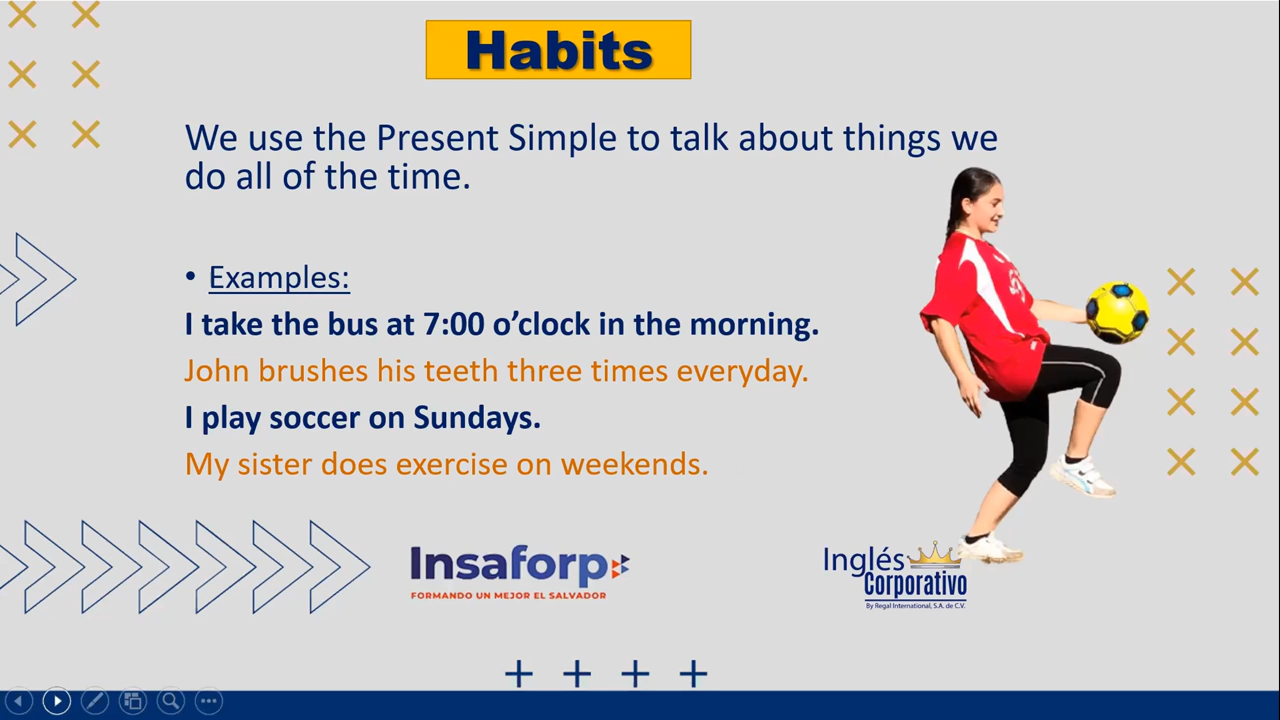 Habits
We use the Present Simple to talk about things we
do all of the time.
• Examples:
I take the bus at 7:00 o’clock in the morning.
John brushes his teeth three times everyday.
I play soccer on Sundays.
My sister does exercise on weekends.
Insaforp
FORMANDO UN MEJOR EL SALVADOR
Inglés
Corporativo
By Regal International, S.A. de C.V.